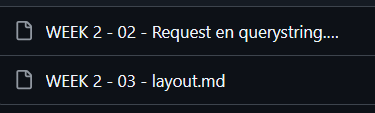 WEEK 2 - 02 - Request en querystring....
WEEK 2 - 03 - layout.md